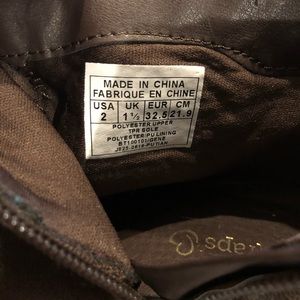 MADE IN CHINA
FABRIQUE EN CHINE
USA UK EUR CM
2 1½ 32.5 21.9
POLYESTER UPPER
TPR SOLE
POLYESTER/PU LINING